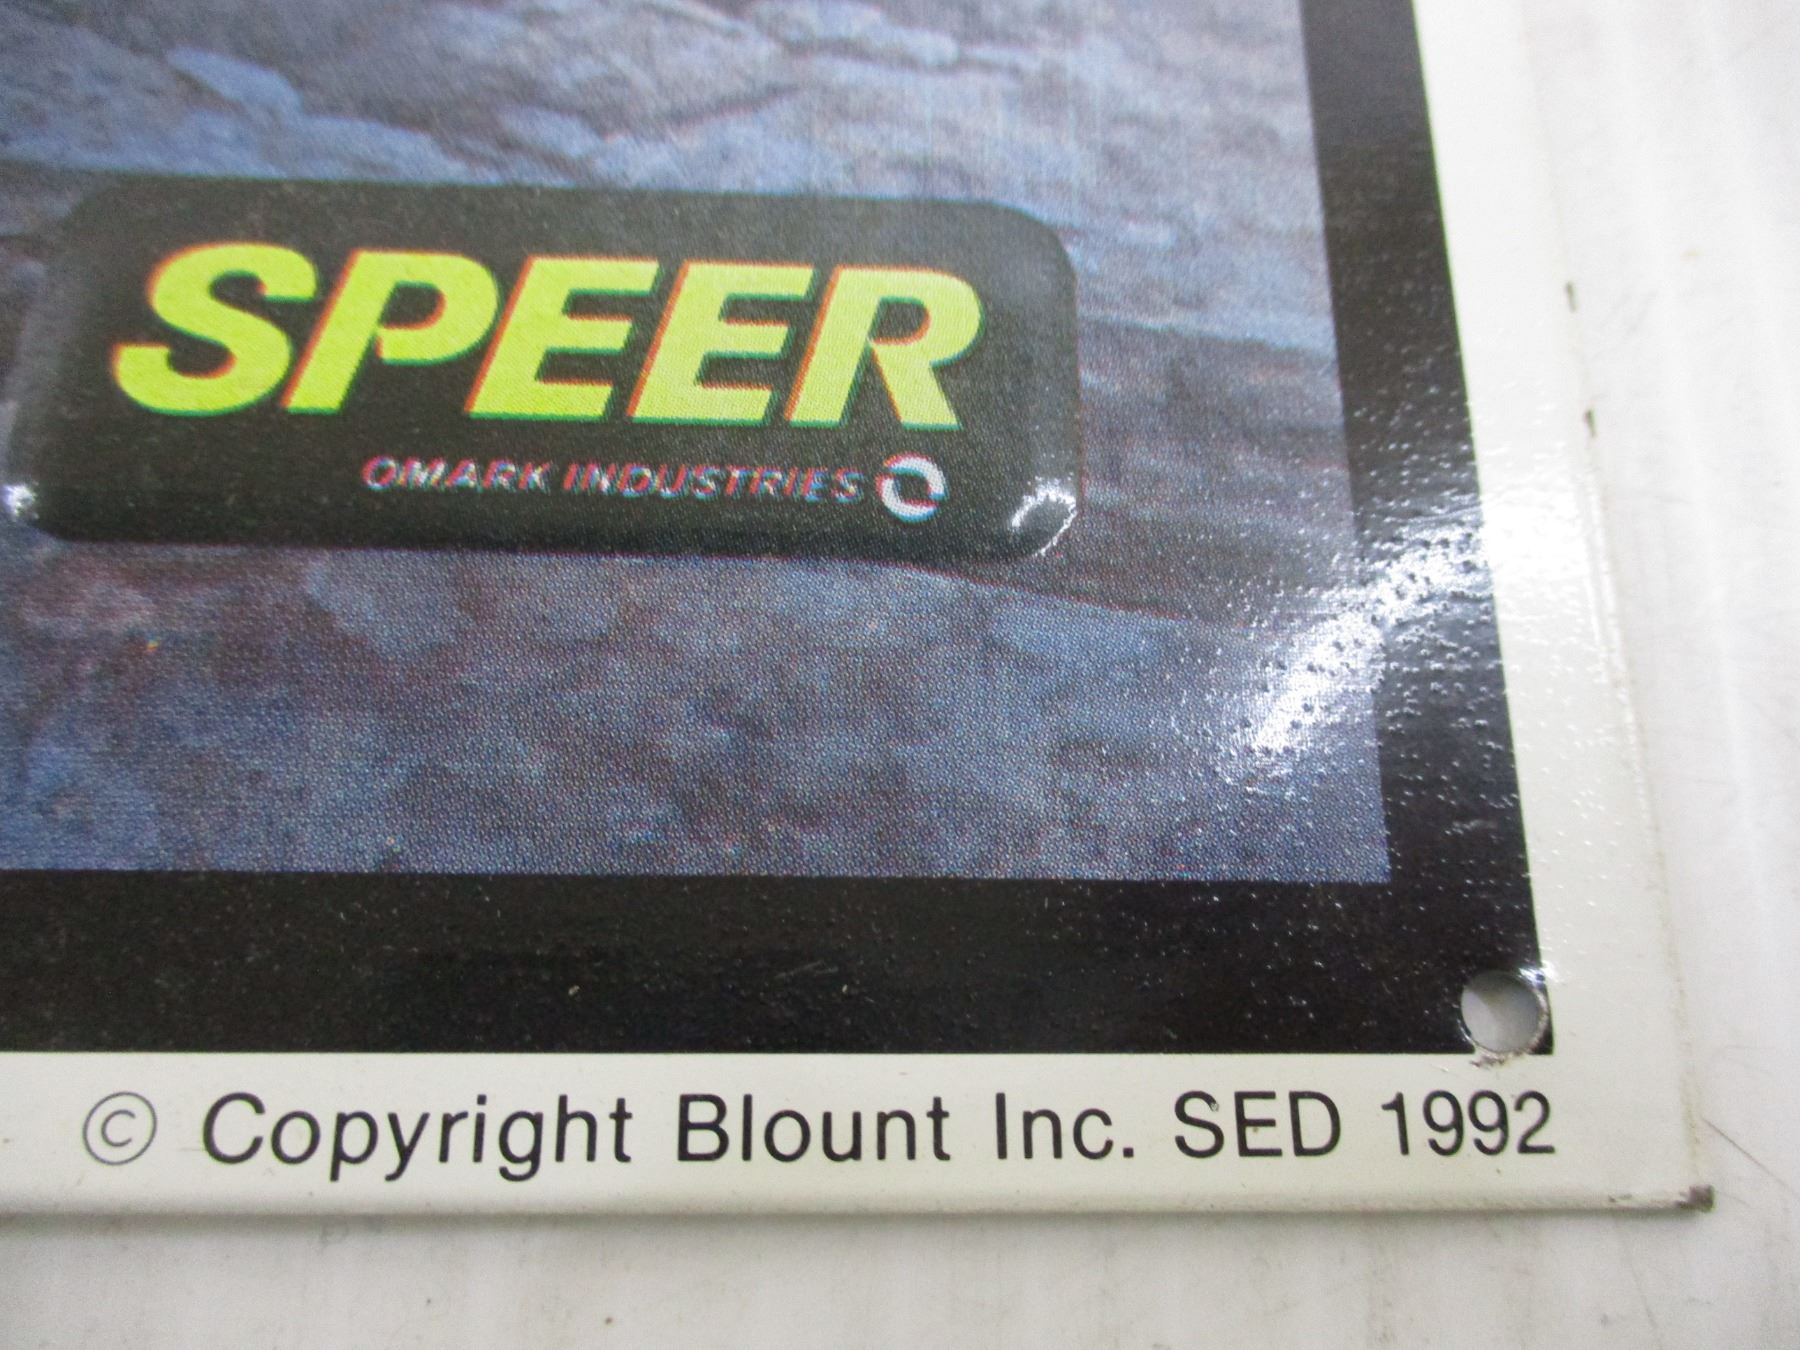 SPEER
OMARK INDUSTRIES
© Copyright Blount Inc. SED 1992